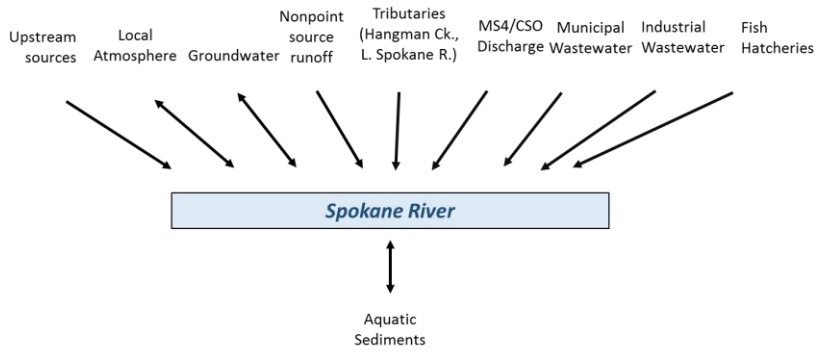 Upstream
sources
Local
Atmosphere
Groundwater
Nonpoint
source
runoff
Tributaries
(Hangman Ck.,
L. Spokane R.)
MS4/CSO
Discharge
Municipal
Wastewater
Industrial
Wastewater
Fish
Hatcheries
Spokane River
Aquatic
Sediments